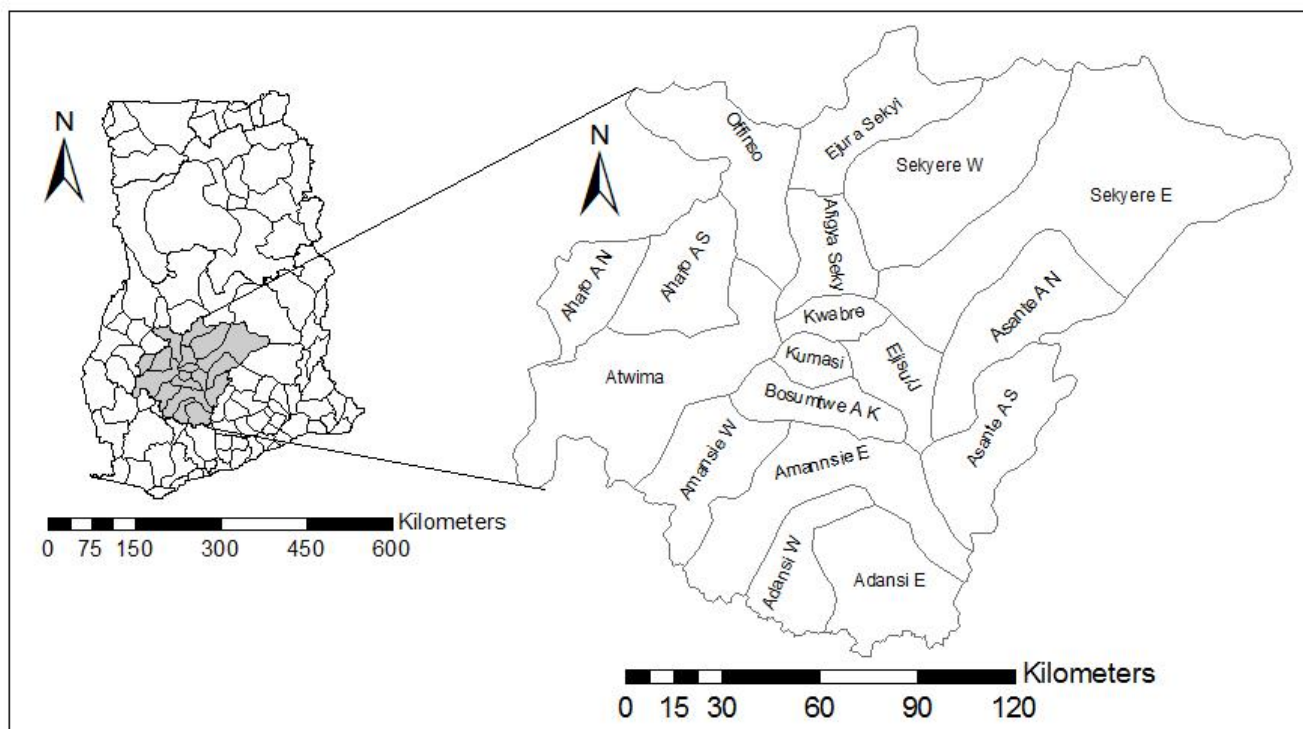 N
Kilometers
0 75 150 300 450 600
N
Offinso
Ejura Sekyi
Sekyere W
Sekyere E
Afigya Seky
Ahafo A N
Ahafo A S
Asante A N
Kwabre
Kumasi
Ejisu/J
Atwima
Bosumtwe A K
Asante A S
Amansie W
Amannsie E
Adansi W
Adansi E
Kilometers
0 15 30 60 90 120